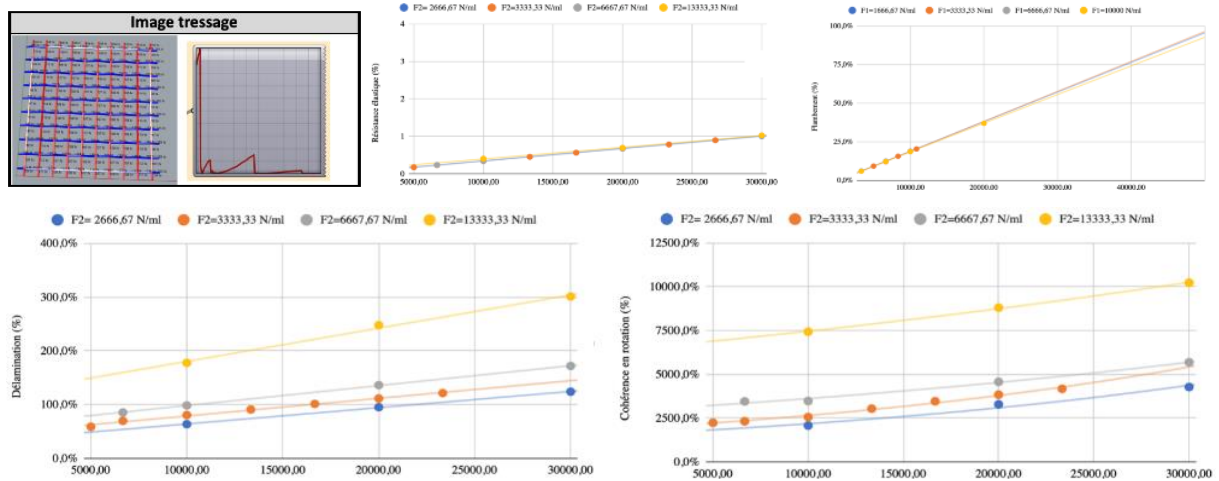 Image tressage
F2= 2666,67 N/ml F2=3333,33 N/ml F2=6667,67 N/ml F2=13333,33 N/ml
Résistance élastique (%)
4
3
2
1
0
5000,00 10000,00 15000,00 20000,00 25000,00 30000,00
F1=1666,67 N/ml F1=3333,33 N/ml F1=6666,67 N/ml F1=10000 N/ml
Flambement (%)
100,0%
75,0%
50,0%
25,0%
0,0%
10000,00 20000,00 30000,00 40000,00
F2= 2666,67 N/ml F2=3333,33 N/ml F2=6667,67 N/ml F2=13333,33 N/ml
Délamination (%)
400,0%
300,0%
200,0%
100,0%
0,0%
5000,00 10000,00 15000,00 20000,00 25000,00 30000,00
F2= 2666,67 N/ml F2=3333,33 N/ml F2=6667,67 N/ml F2=13333,33 N/ml
Cohérence en rotation (%)
12500,0%
10000,0%
7500,0%
5000,0%
2500,0%
0,0%
5000,00 10000,00 15000,00 20000,00 25000,00 30000,00